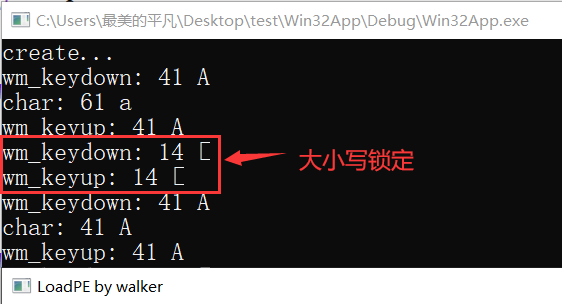 C:\Users\最美的平凡\Desktop\test\Win32App\Debug\Win32App.exe
create...
wm_keydown: 41 A
char: 61 a
wm_keyup: 41 A
wm_keydown: 14
wm_keyup: 14
大小写锁定
wm_keydown: 41 A
char: 41 A
wm_keyup: 41 A
LoadPE by walker